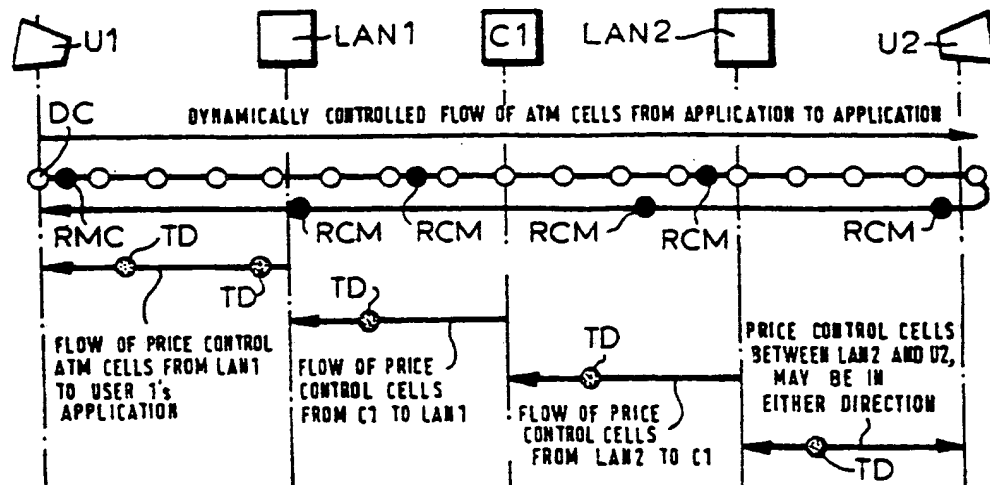 U1
LAN1
C1
LAN2
U2
DC
DYNAMICALLY CONTROLLED FLOW OF ATM CELLS FROM APPLICATION TO APPLICATION
RMC
TD
RCM
RCM
RCM
RCM
RCM
TD
TD
TD
FLOW OF PRICE CONTROL
ATM CELLS FROM LAN1
TO USER 1's
APPLICATION
FLOW OF PRICE
CONTROL CELLS
FROM C1 TO LAN1
FLOW OF PRICE
CONTROL CELLS
FROM LAN2 TO C1
PRICE CONTROL CELLS
BETWEEN LAN2 AND U2,
MAY BE IN
EITHER DIRECTION
TD